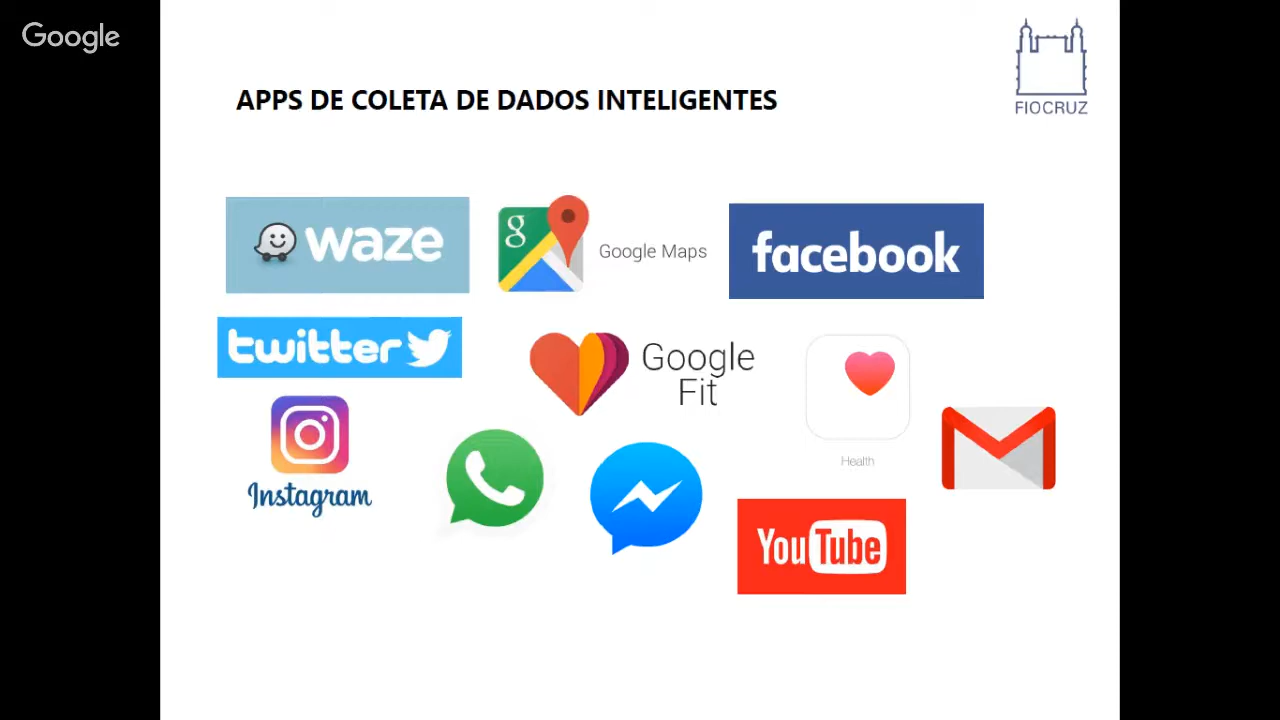 Google
FIOCRUZ
APPS DE COLETA DE DADOS INTELIGENTES
waze
g
Google Maps
facebook
twitter
Google
Fit
Health
Instagram
YouTube